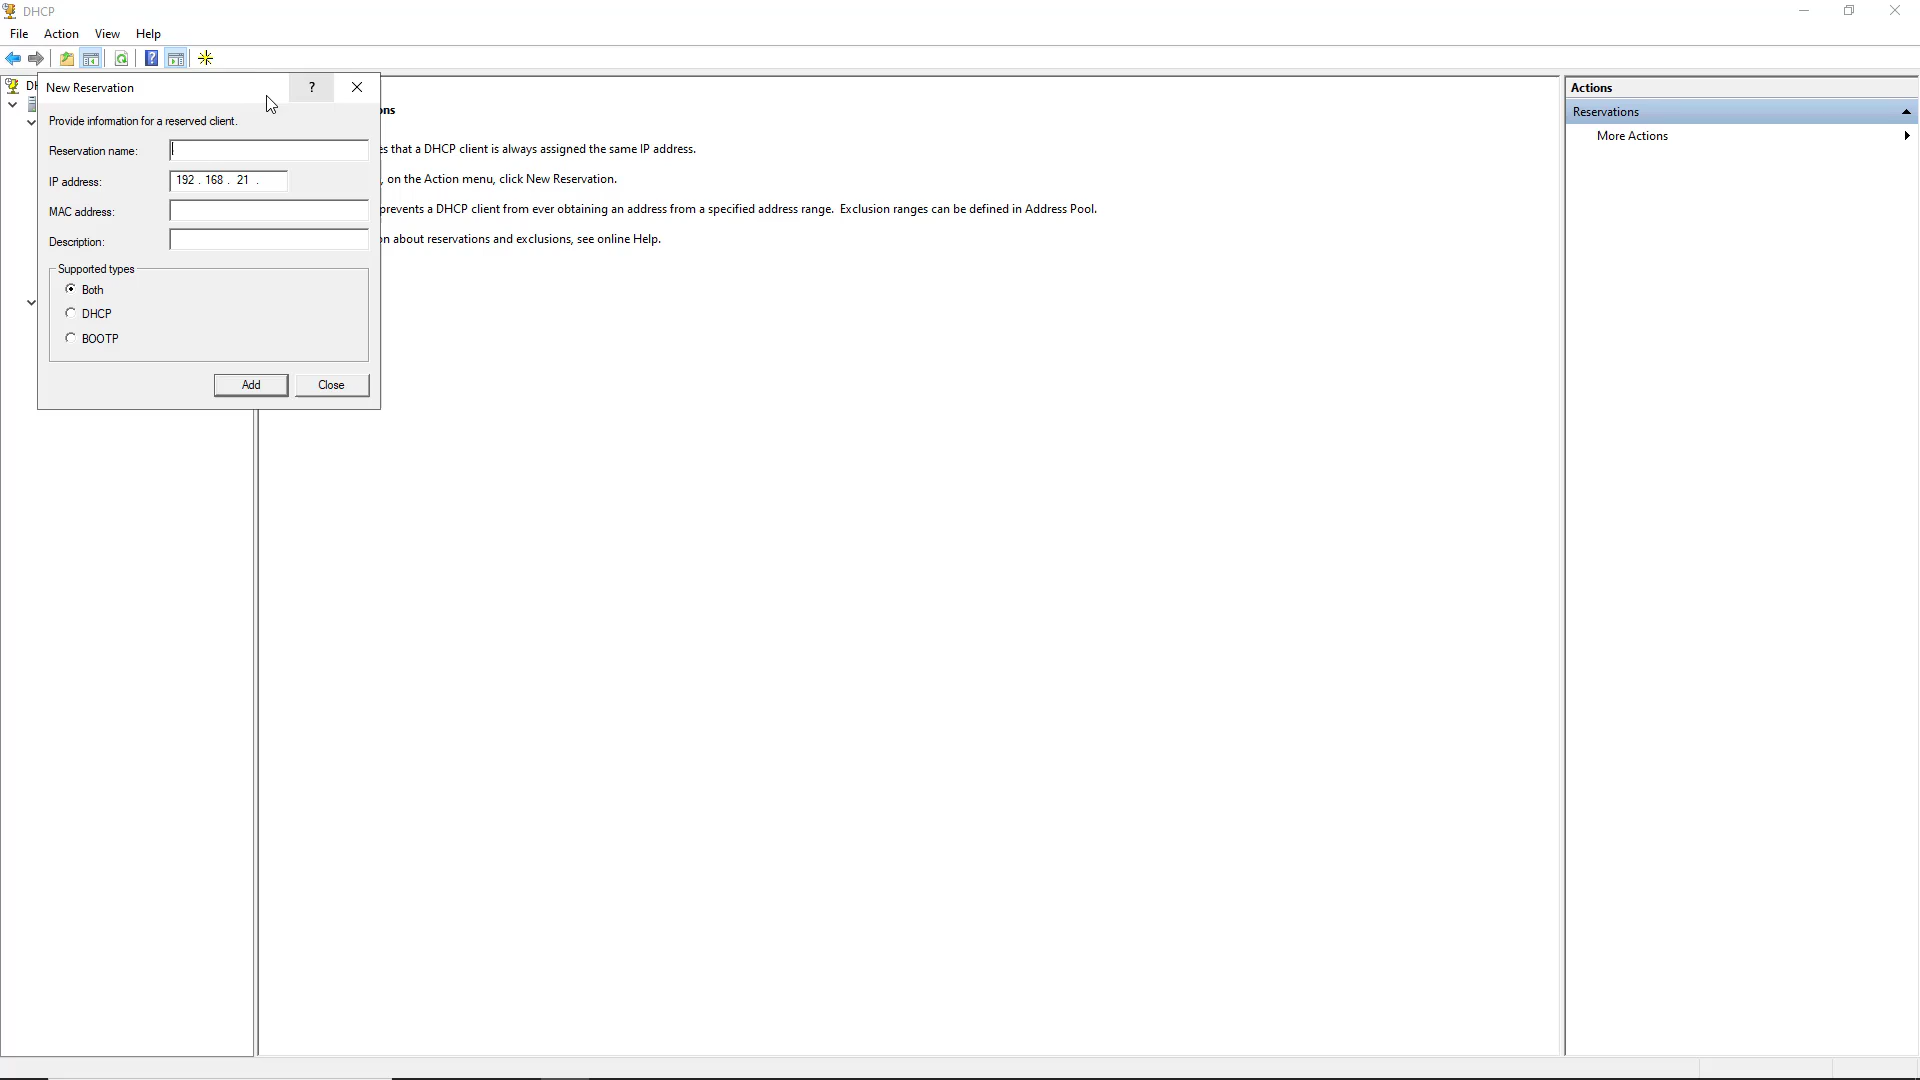 DHCP
File Action View Help
DH
New Reservation ? ×
Provide information for a reserved client.
Reservation name:
IP address: 192 . 168 . 21 .
MAC address:
Description:
Supported types
Both
DHCP
BOOTP
Add Close
ons
es that a DHCP client is always assigned the same IP address.
, on the Action menu, click New Reservation.
prevents a DHCP client from ever obtaining an address from a specified address range. Exclusion ranges can be defined in Address Pool.
on about reservations and exclusions, see online Help.
Actions
Reservations
More Actions